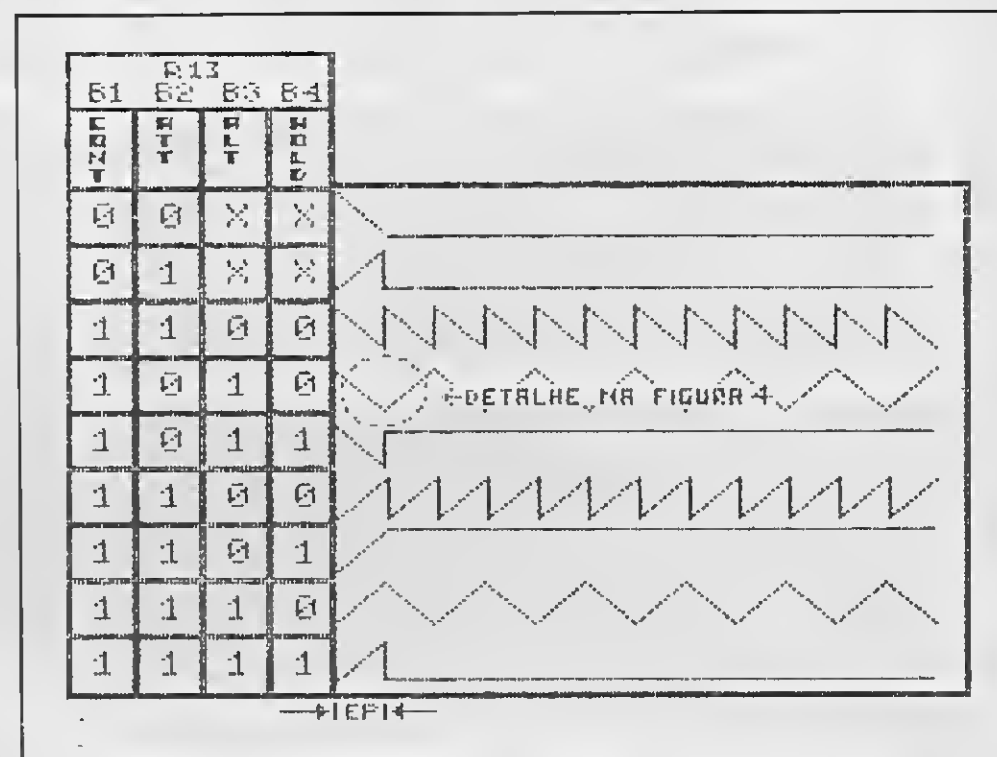 R13
B1 B2 B3 B4
CONT ATT ALT HOLD
0 0 X X
0 1 X X
1 1 0 0
1 0 1 0 DETALHE NA FIGURA 4
1 0 1 1
1 1 0 0
1 1 0 1
1 1 1 0
1 1 1 1
EP